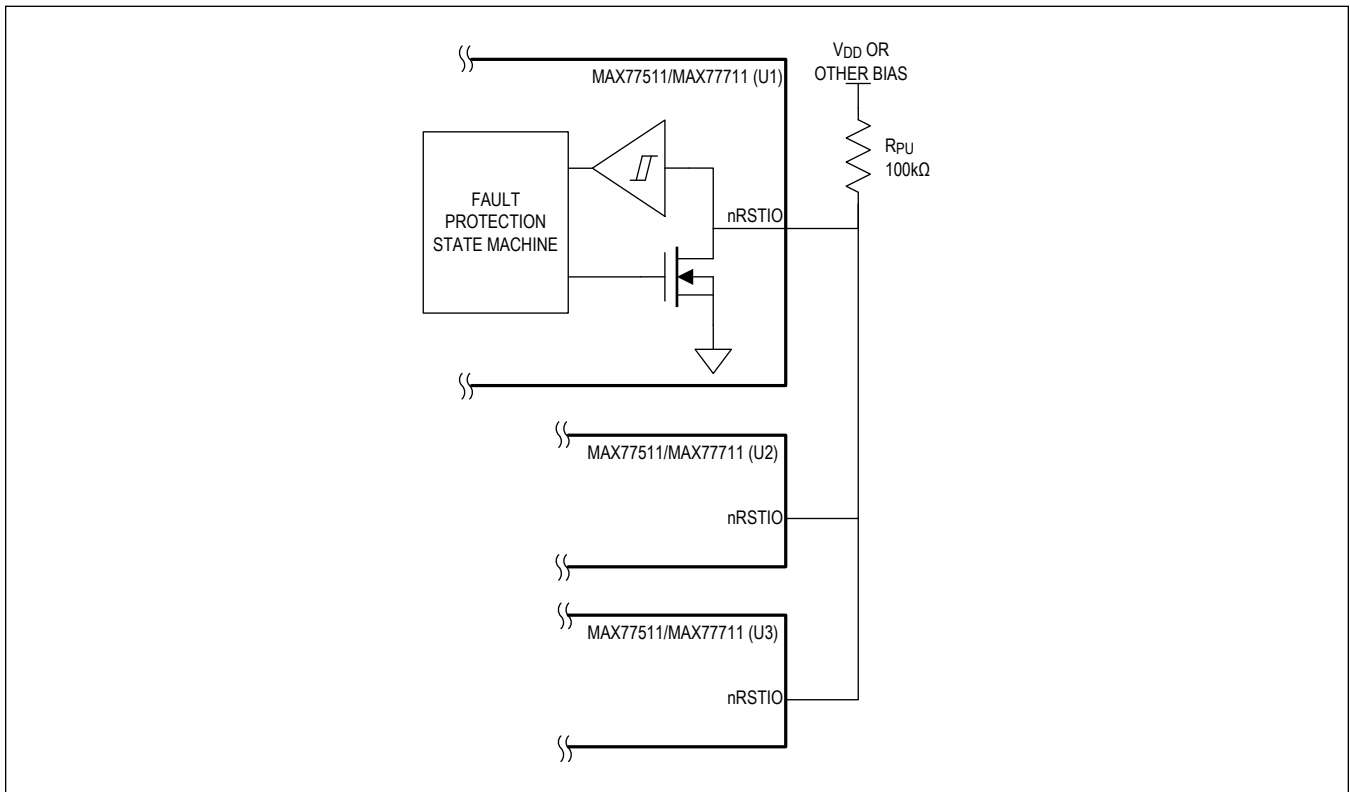 MAX77511/MAX77711 (U1)
VDD OR
OTHER BIAS
RPU
100kΩ
FAULT
PROTECTION
STATE MACHINE
nRSTIO
MAX77511/MAX77711 (U2)
nRSTIO
MAX77511/MAX77711 (U3)
nRSTIO